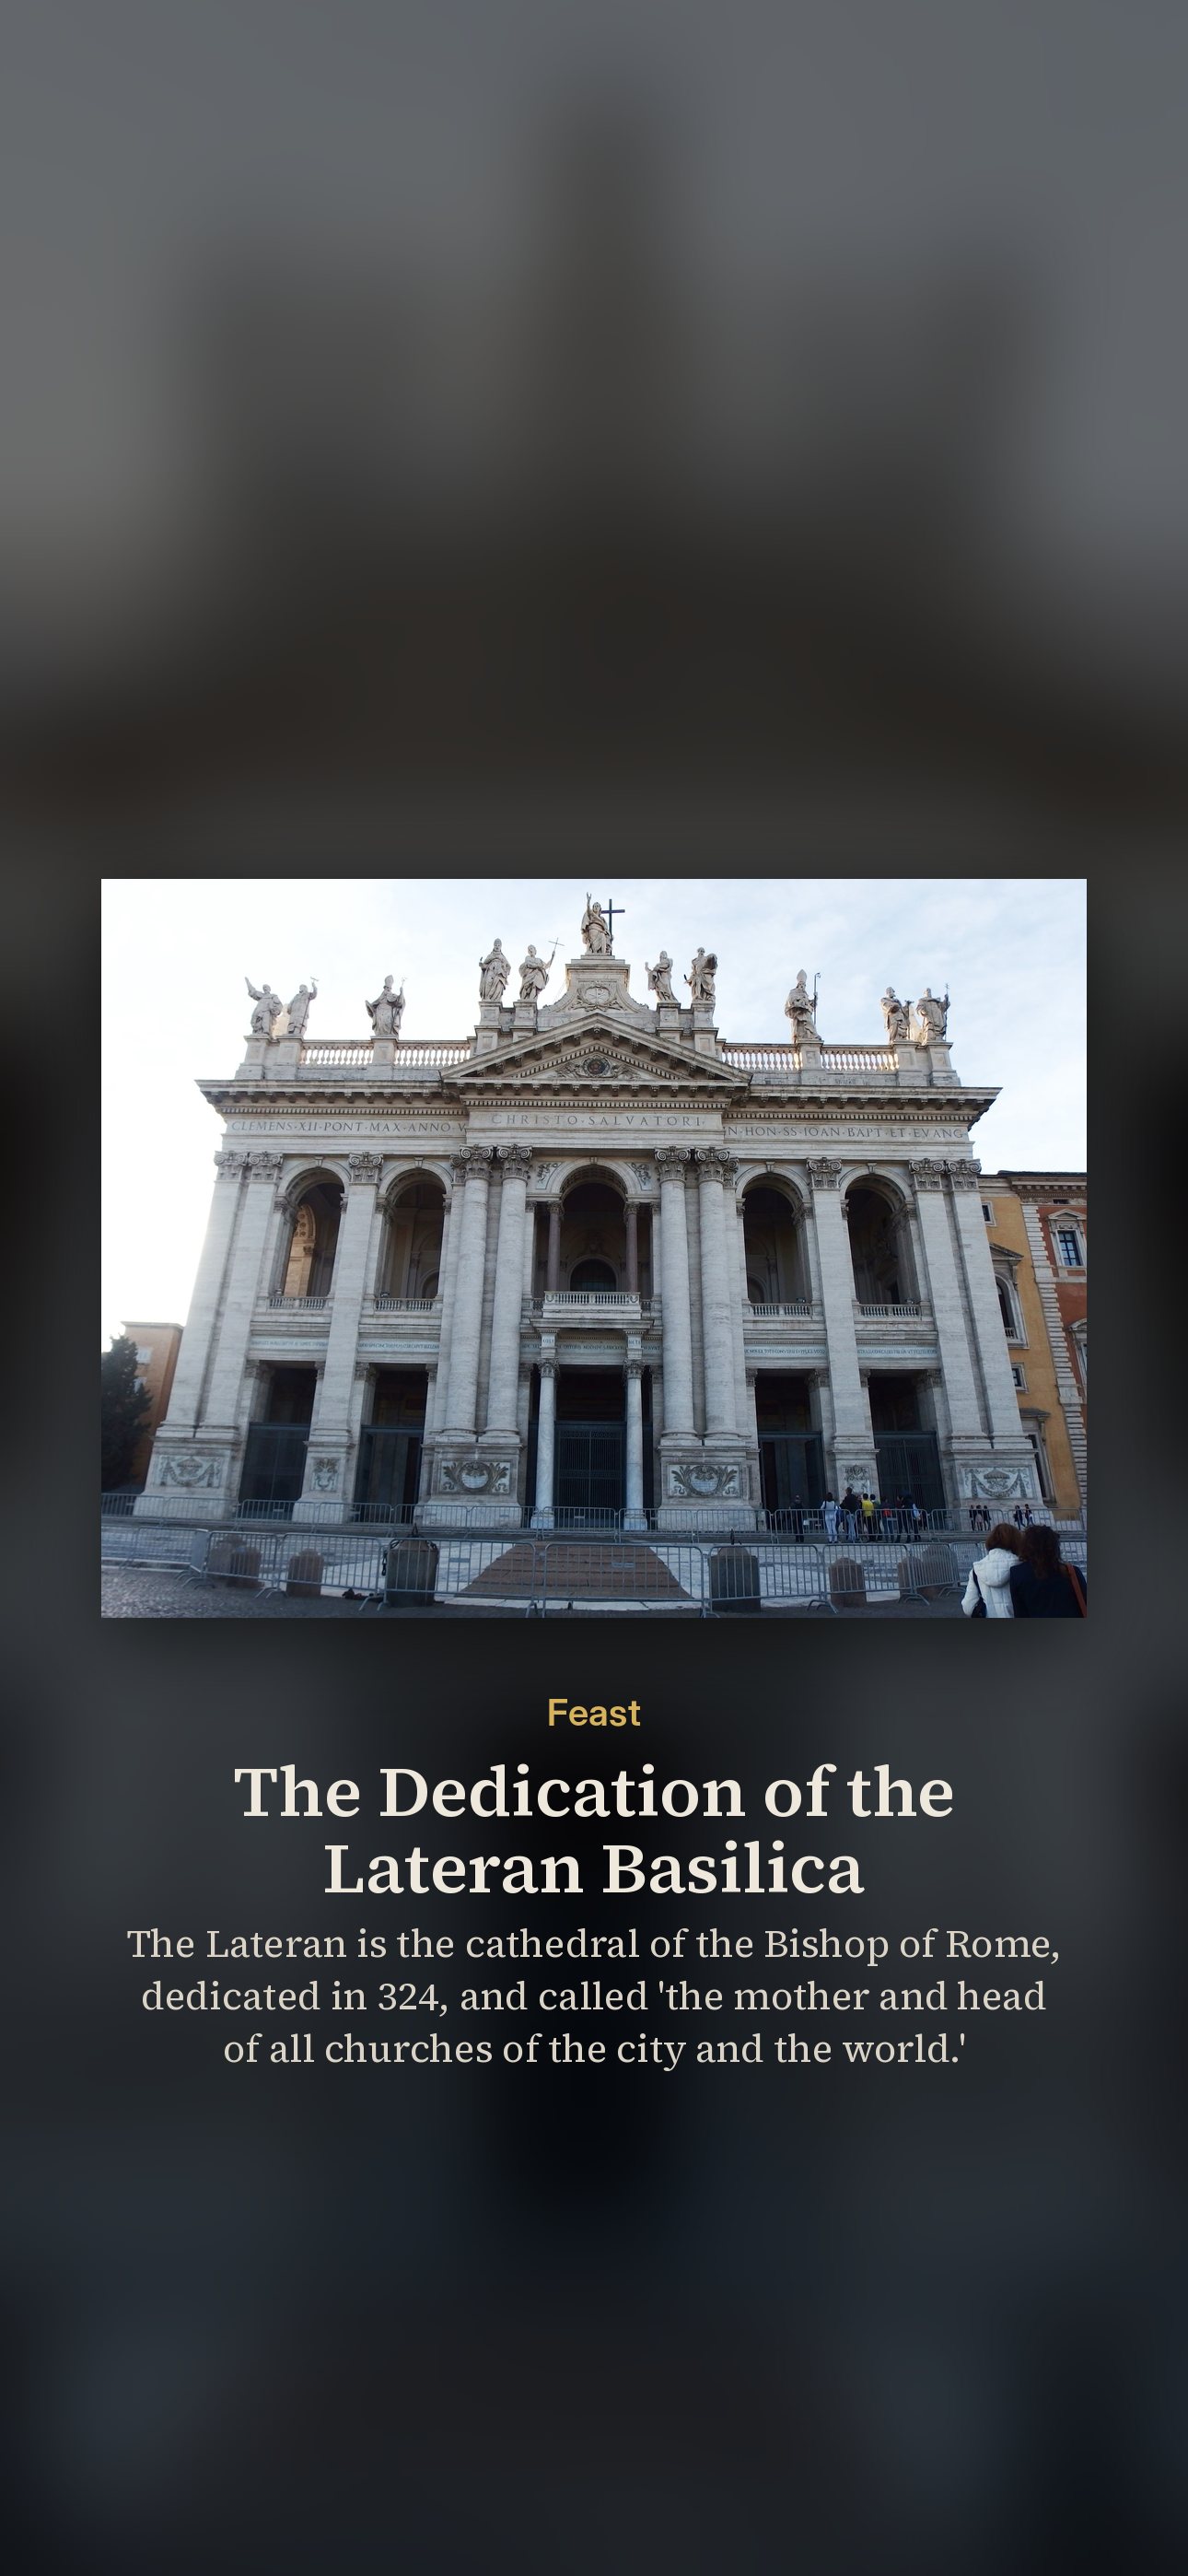 CLEMENS·XII·PONT·MAX·ANNO·V
CHRISTO·SALVATORI·
IN·HON·SS·IOAN·BAPT·ET·EVANG
Feast
The Dedication of the
Lateran Basilica
The Lateran is the cathedral of the Bishop of Rome,
dedicated in 324, and called 'the mother and head
of all churches of the city and the world.'